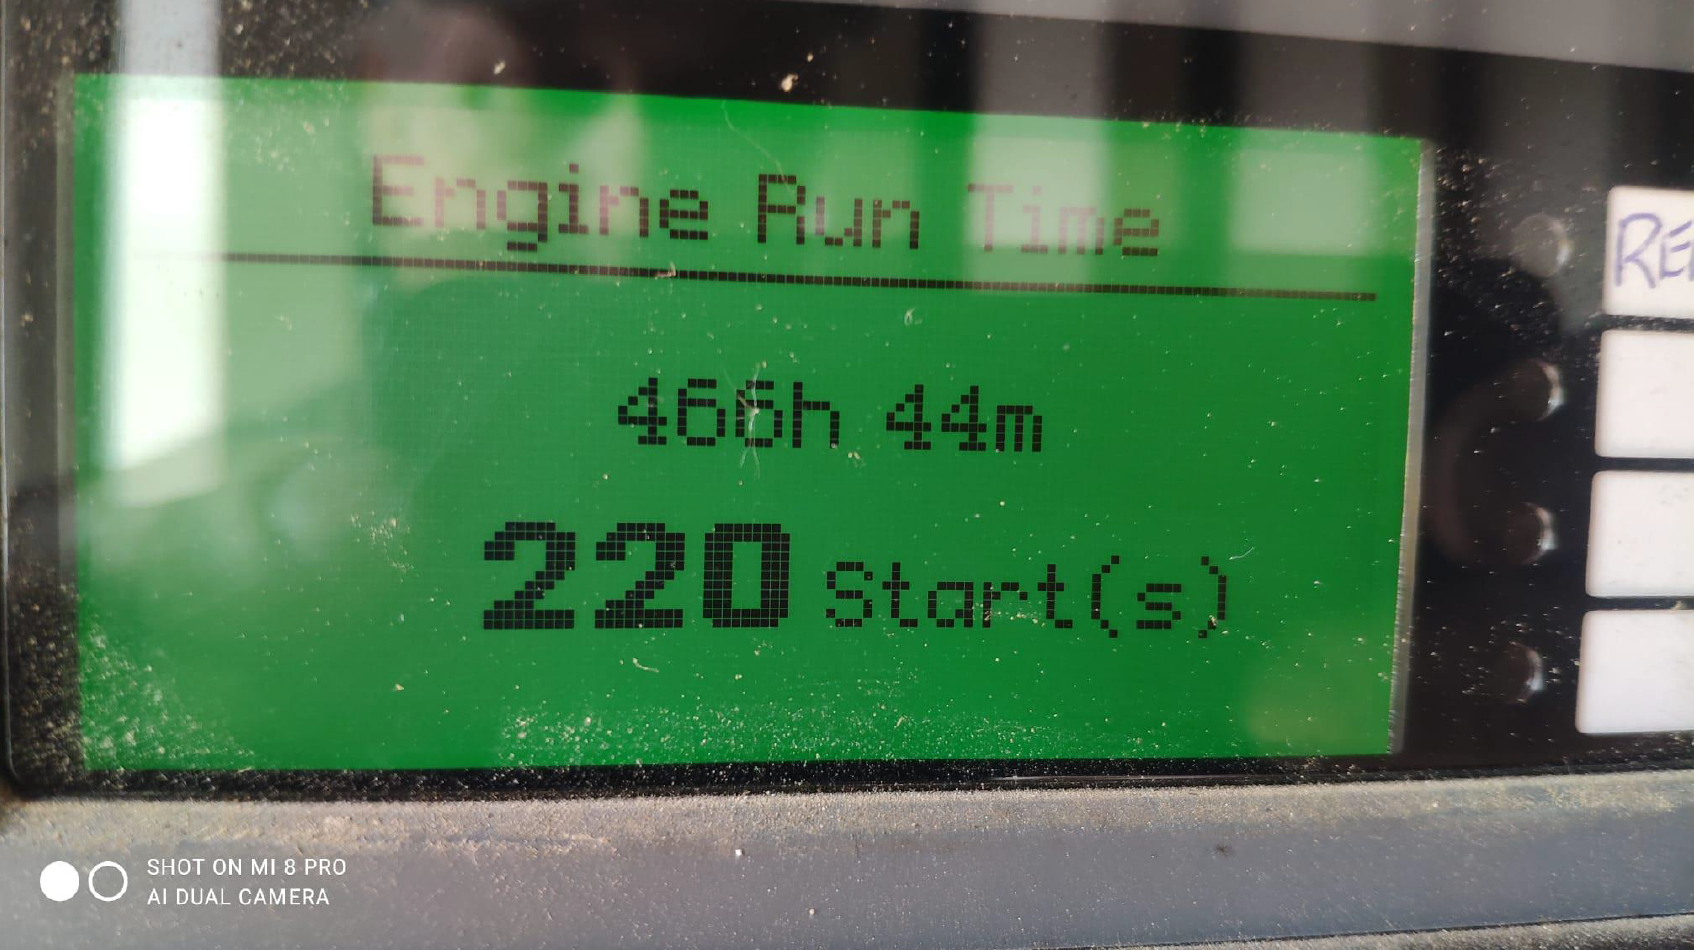 Engine Run Time
466h 44m
220 Start(s)
SHOT ON MI 8 PRO
AI DUAL CAMERA